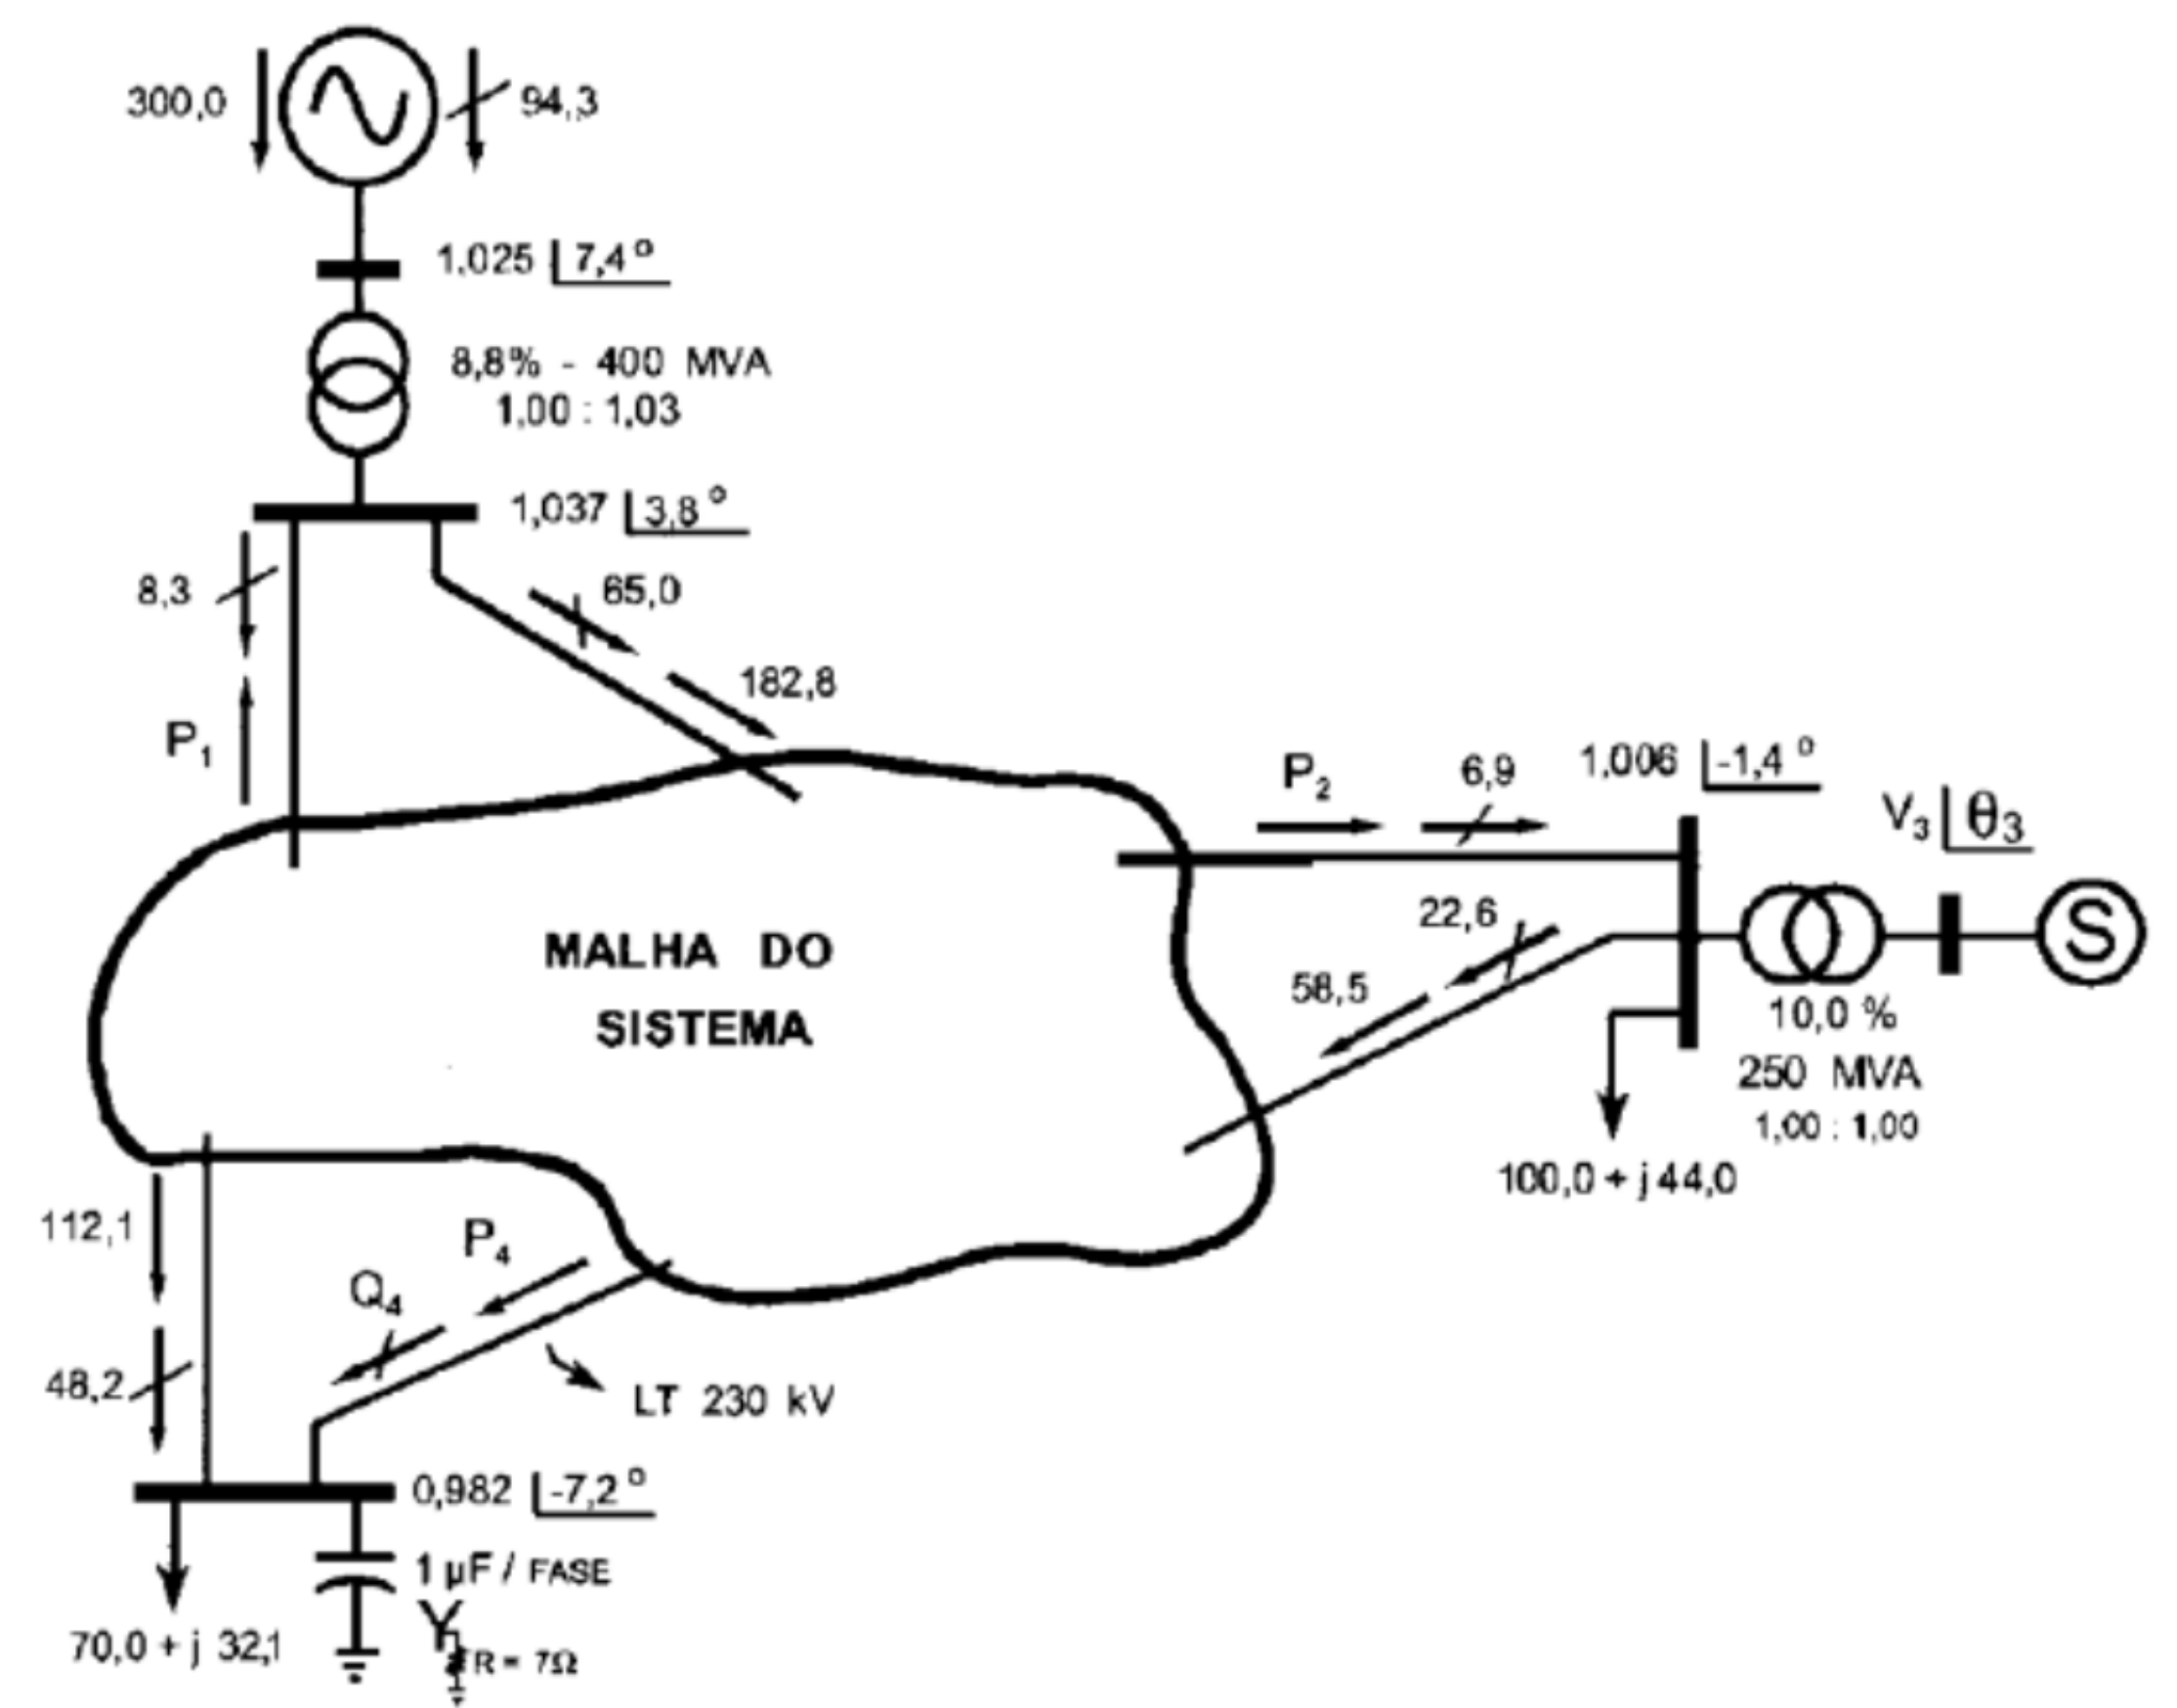 300,0
94,3
1,025 7,4°
8,8% - 400 MVA
1,00 : 1,03
1,037 3,8°
8,3
65,0
182,8
P₁
P₂
6,9
1,006 -1,4°
V₃ θ₃
MALHA DO
SISTEMA
22,6
58,5
S
10,0 %
250 MVA
1,00 : 1,00
100,0 + j 44,0
112,1
P₄
Q₄
48,2
LT 230 kV
0,982 -7,2°
1 μF / FASE
70,0 + j 32,1
R = 7Ω